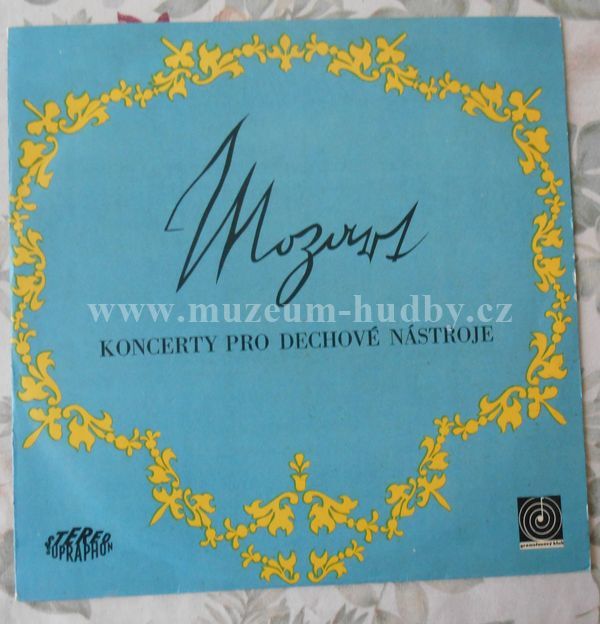 Mozart
www.muzeum-hudby.cz
KONCERTY PRO DECHOVÉ NÁSTROJE
STEREO
SUPRAPHON
gramofonový klub